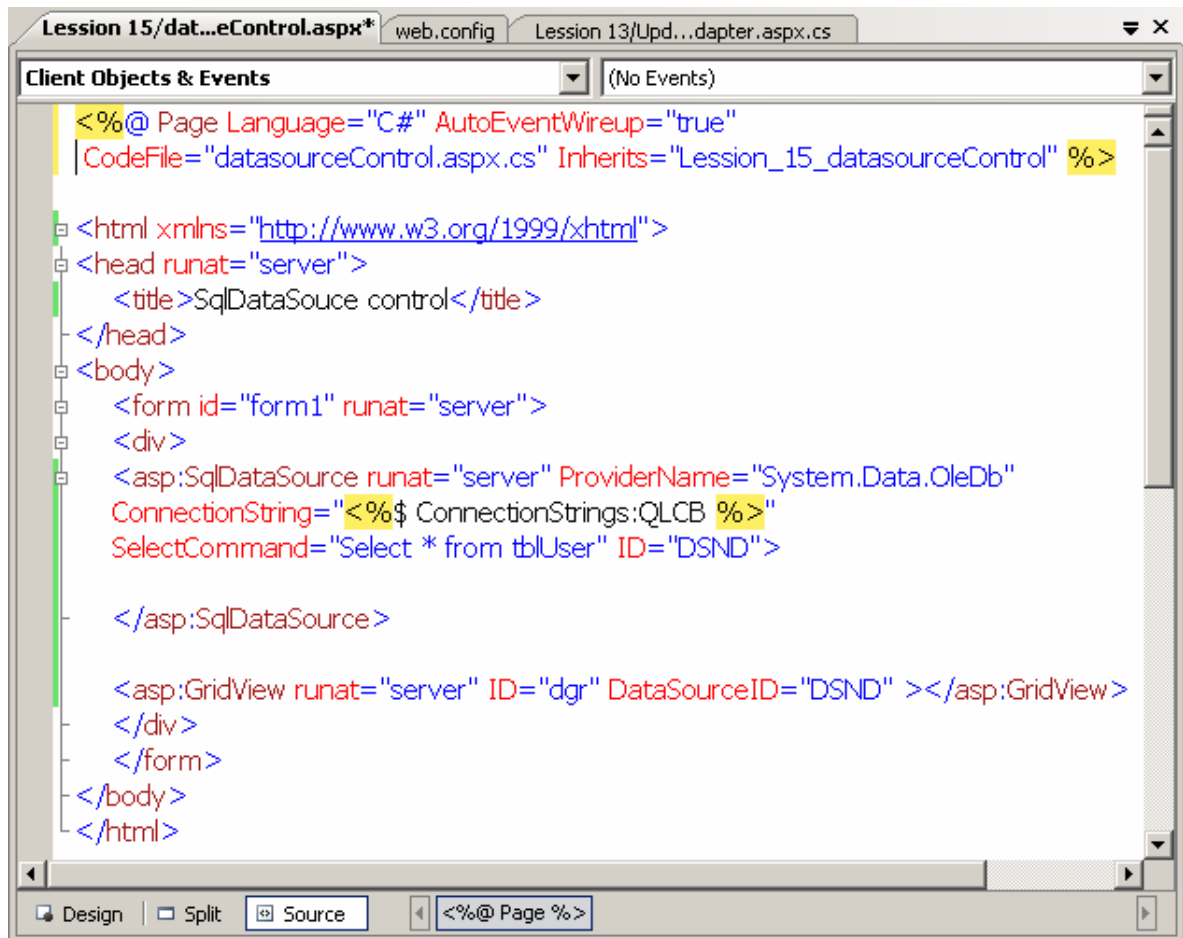 Lession 15/dat...eControl.aspx* web.config Lession 13/Upd...dapter.aspx.cs
Client Objects & Events (No Events)
<%@ Page Language="C#" AutoEventWireup="true"
CodeFile="datasourceControl.aspx.cs" Inherits="Lession_15_datasourceControl" %>
<html xmlns="http://www.w3.org/1999/xhtml">
<head runat="server">
<title>SqlDataSouce control</title>
</head>
<body>
<form id="form1" runat="server">
<div>
<asp:SqlDataSource runat="server" ProviderName="System.Data.OleDb"
ConnectionString="<%$ ConnectionStrings:QLCB %>"
SelectCommand="Select * from tblUser" ID="DSND">
</asp:SqlDataSource>
<asp:GridView runat="server" ID="dgr" DataSourceID="DSND" ></asp:GridView>
</div>
</form>
</body>
</html>
Design Split Source <%@ Page %>